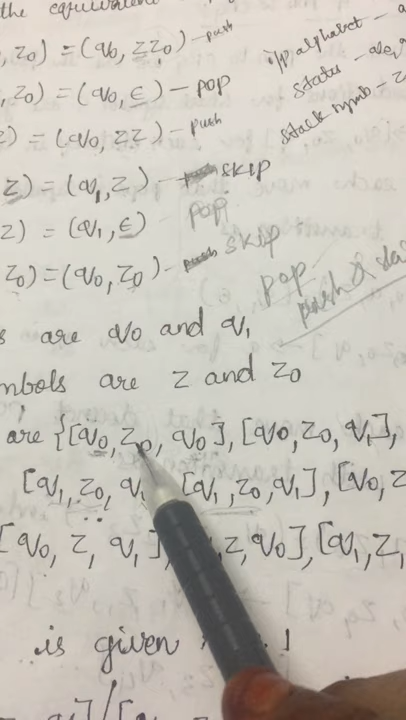 the equivalent
, z0) = (q0, zz0) - push
, z0) = (q0, ϵ) - pop
z) = (q0, zz) - push
z) = (q1, z) - skip
z) = (q1, ϵ) pop
z0) = (q0, z0) - skip
i/p alphabet - a
states - a
stack symb - z
pop
push &
s are q0 and q1
mbols are z and z0
are {[q0, z0, q0], [q0, z0, q1],
[q1, z0, q [q1, z0, q1], [q0, z
[q0, z, q1], z, q0], [q1, z,
is given